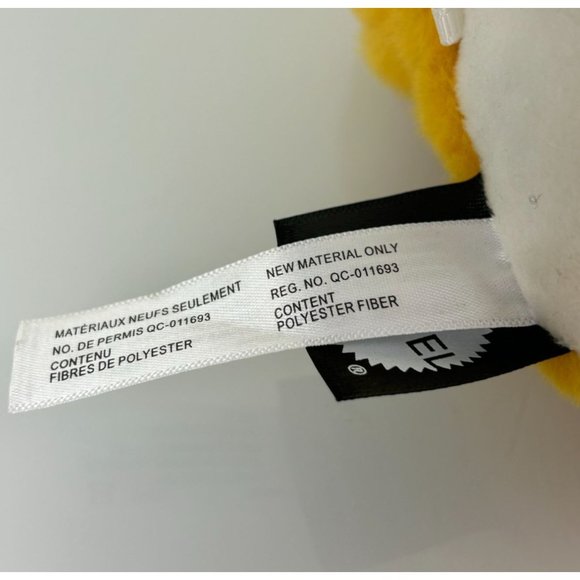 MATÉRIAUX NEUFS SEULEMENT
NO. DE PERMIS QC-011693
CONTENU
FIBRES DE POLYESTER
NEW MATERIAL ONLY
REG. NO. QC-011693
CONTENT
POLYESTER FIBER
EL
®